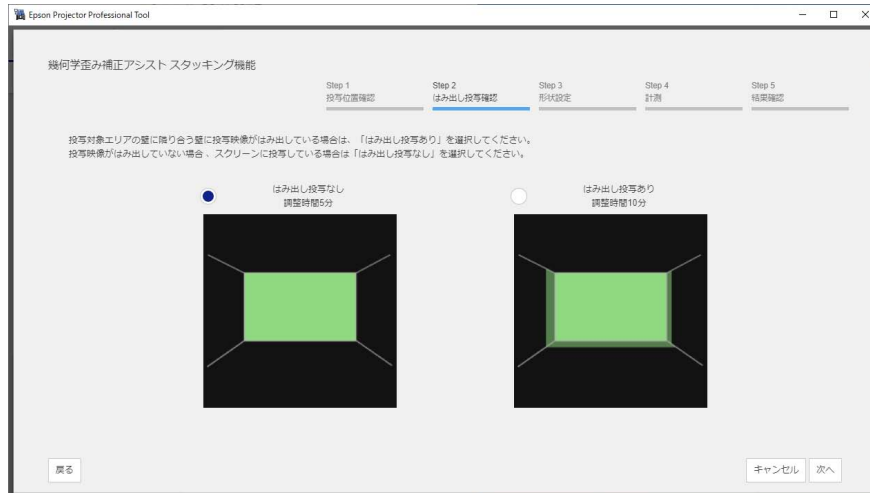 Epson Projector Professional Tool
幾何学歪み補正アシスト スタッキング機能
Step 1
投写位置確認
Step 2
はみ出し投写確認
Step 3
形状設定
Step 4
計測
Step 5
結果確認
投写対象エリアの壁に隣り合う壁に投写映像がはみ出している場合は、「はみ出し投写あり」を選択してください。
投写映像がはみ出していない場合、スクリーンに投写している場合は「はみ出し投写なし」を選択してください。
はみ出し投写なし
調整時間5分
はみ出し投写あり
調整時間10分
戻る
キャンセル
次へ